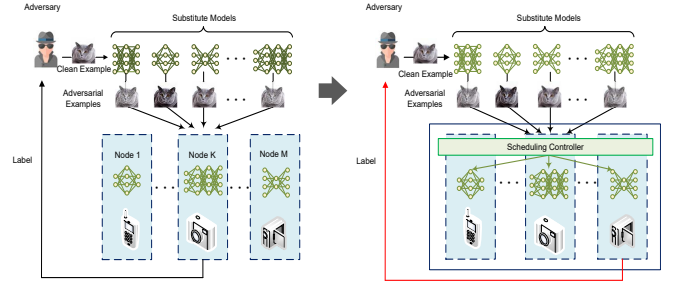 Adversary
Substitute Models
Clean Example
Adversarial
Examples
Label
Node 1
Node K
Node M
Adversary
Substitute Models
Clean Example
Adversarial
Examples
Label
Scheduling Controller